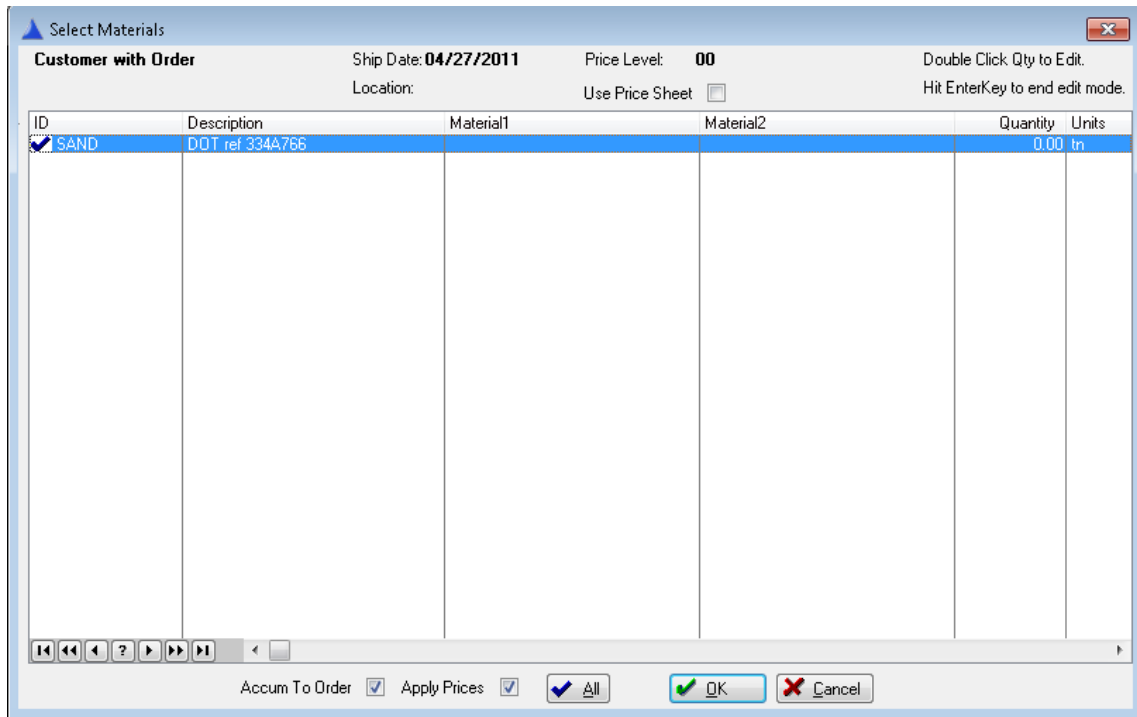 Select Materials
Customer with Order Ship Date: 04/27/2011 Price Level: 00 Double Click Qty to Edit.
Location: Use Price Sheet Hit EnterKey to end edit mode.
ID Description Material1 Material2 Quantity Units
SAND DOT ref 334A766 0.00 tn
?
Accum To Order Apply Prices All OK Cancel